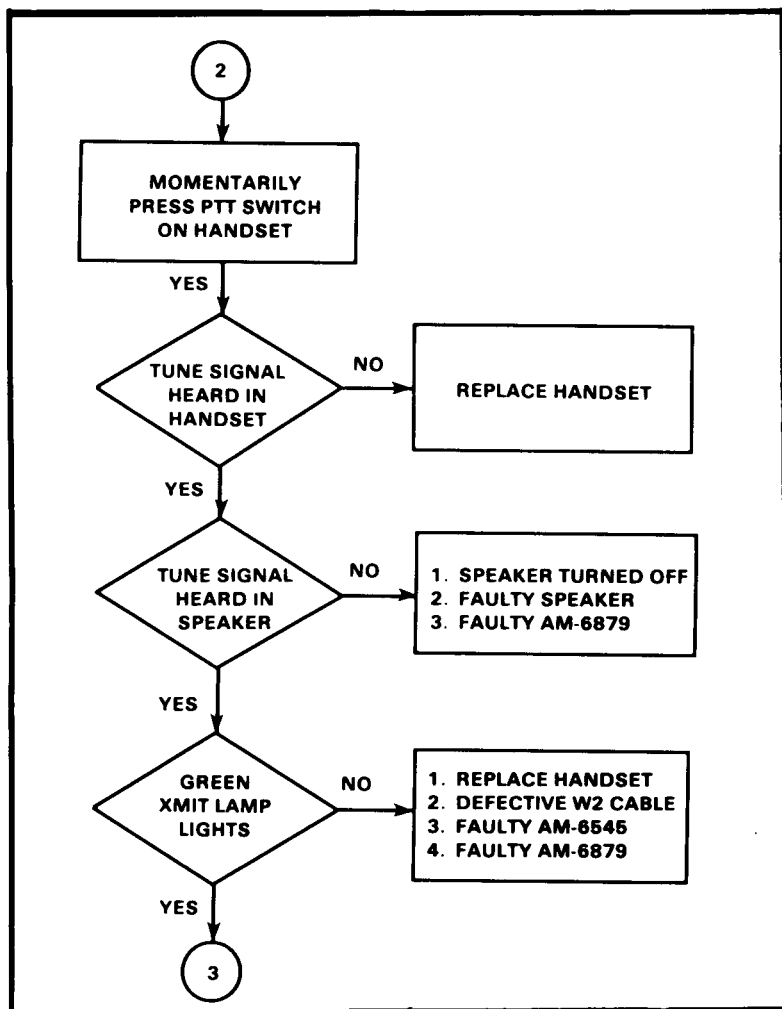 2
MOMENTARILY
PRESS PTT SWITCH
ON HANDSET
YES
TUNE SIGNAL
HEARD IN
HANDSET
NO
REPLACE HANDSET
YES
TUNE SIGNAL
HEARD IN
SPEAKER
NO
1. SPEAKER TURNED OFF
2. FAULTY SPEAKER
3. FAULTY AM-6879
YES
GREEN
XMIT LAMP
LIGHTS
NO
1. REPLACE HANDSET
2. DEFECTIVE W2 CABLE
3. FAULTY AM-6545
4. FAULTY AM-6879
YES
3